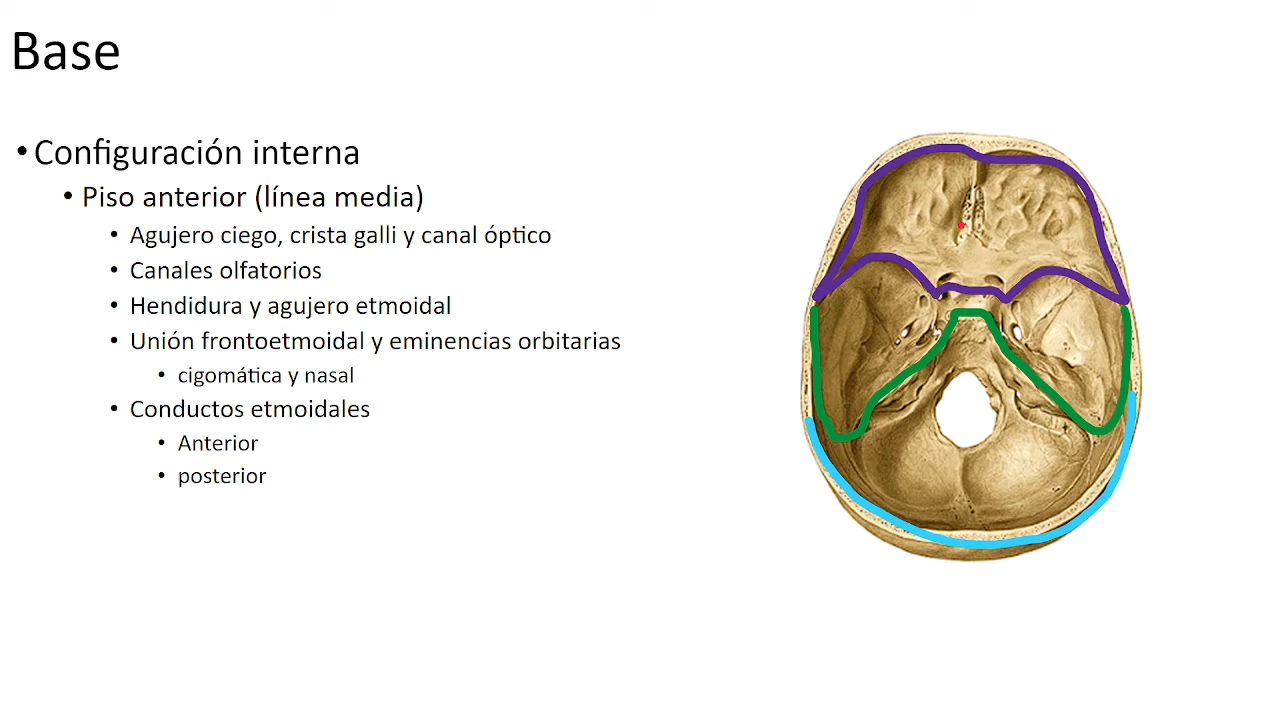 Base
• Configuración interna
• Piso anterior (línea media)
• Agujero ciego, crista galli y canal óptico
• Canales olfatorios
• Hendidura y agujero etmoidal
• Unión frontoetmoidal y eminencias orbitarias
• cigomática y nasal
• Conductos etmoidales
• Anterior
• posterior